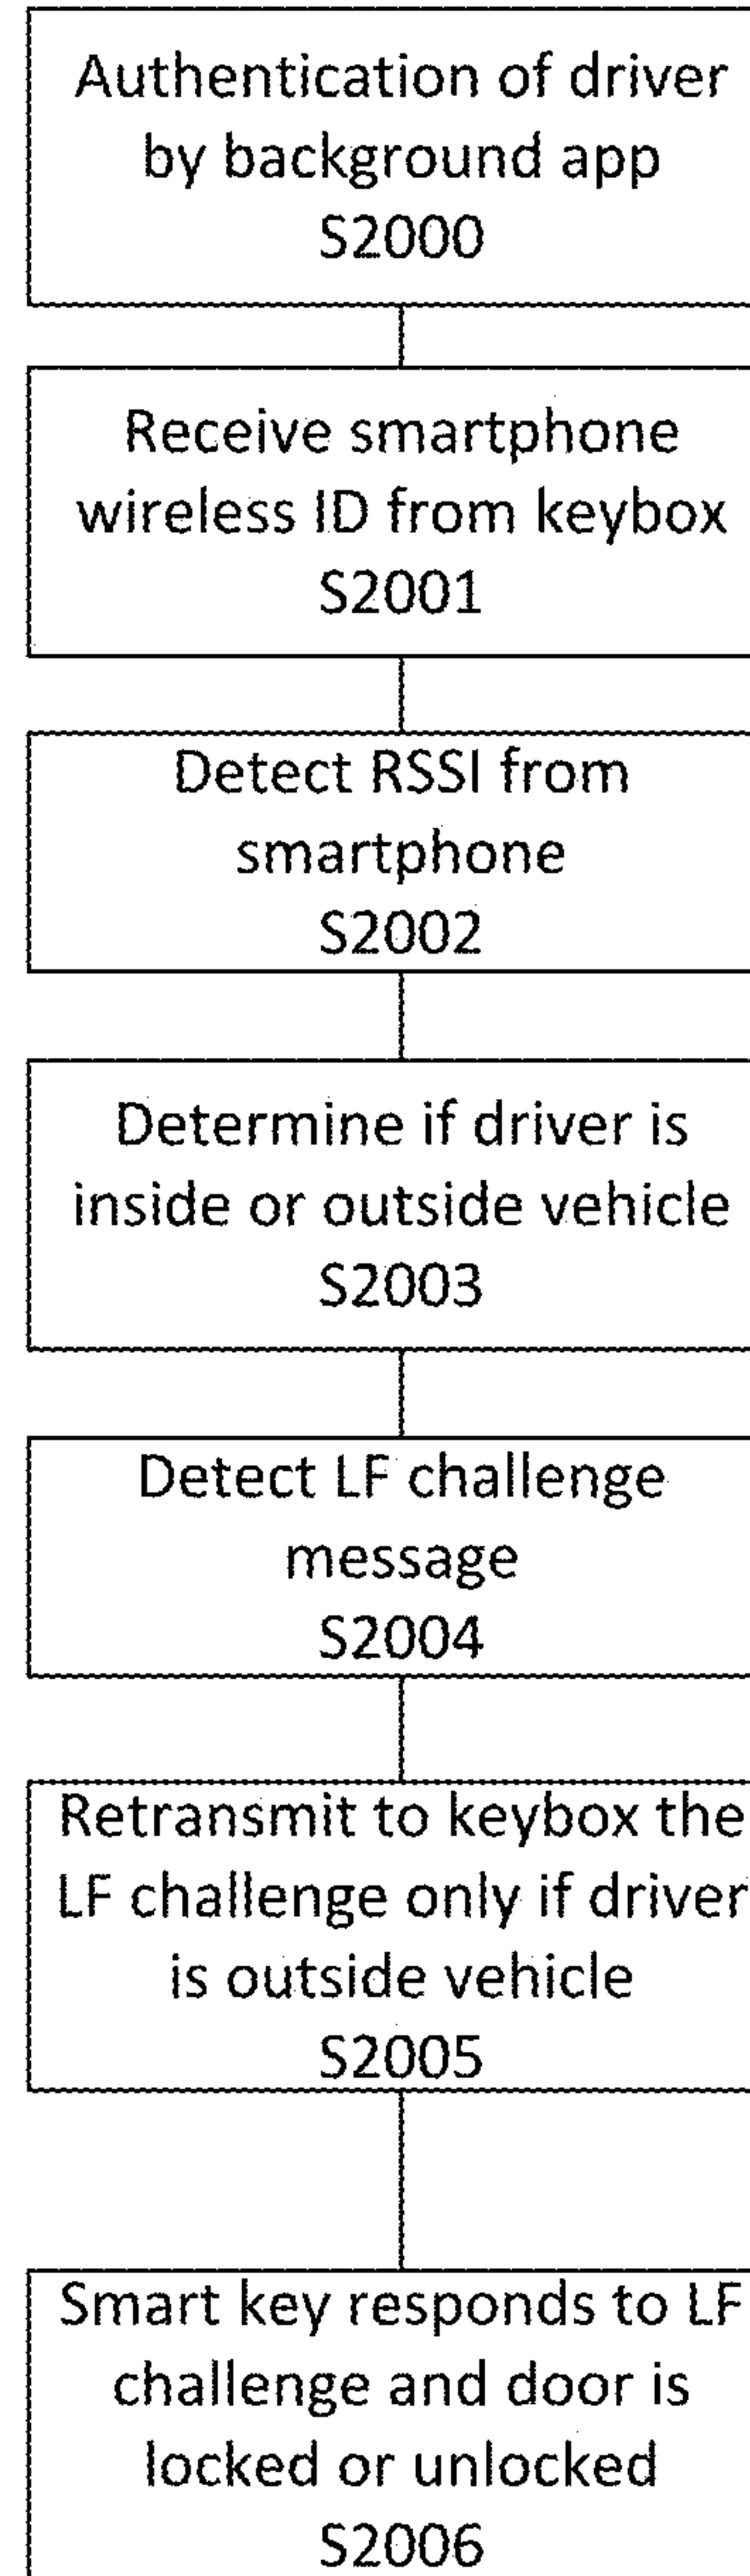 Authentication of driver
by background app
S2000
Receive smartphone
wireless ID from keybox
S2001
Detect RSSI from
smartphone
S2002
Determine if driver is
inside or outside vehicle
S2003
Detect LF challenge
message
S2004
Retransmit to keybox the
LF challenge only if driver
is outside vehicle
S2005
Smart key responds to LF
challenge and door is
locked or unlocked
S2006